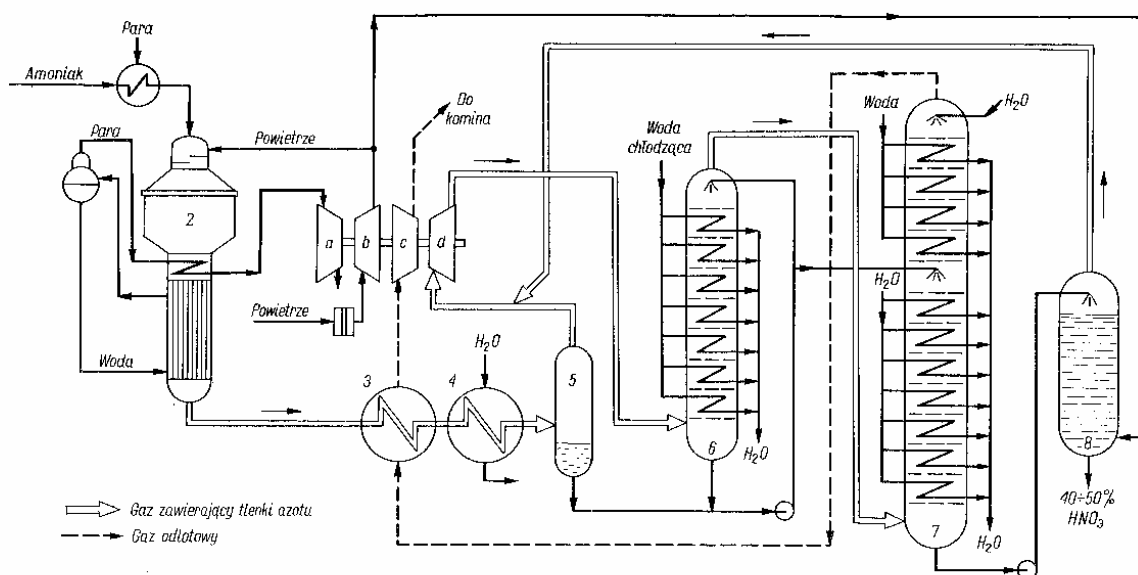 Para
Amoniak
Para
Powietrze
2
Do
komina
Woda
chłodząca
Woda
H₂O
a
b
c
d
H₂O
Powietrze
H₂O
Woda
3
4
5
6
H₂O
7
H₂O
8
40÷50%
HNO₃
Gaz zawierający tlenki azotu
Gaz odlotowy